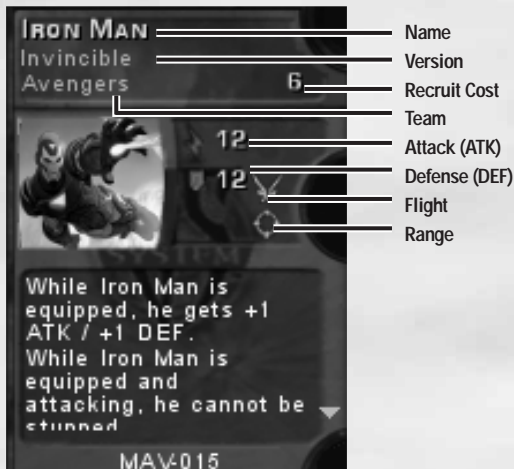 IRON MAN
Invincible
Avengers 6
12
12
While Iron Man is
equipped, he gets +1
ATK / +1 DEF.
While Iron Man is
equipped and
attacking, he cannot be
stunned
MAV-015
Name
Version
Recruit Cost
Team
Attack (ATK)
Defense (DEF)
Flight
Range